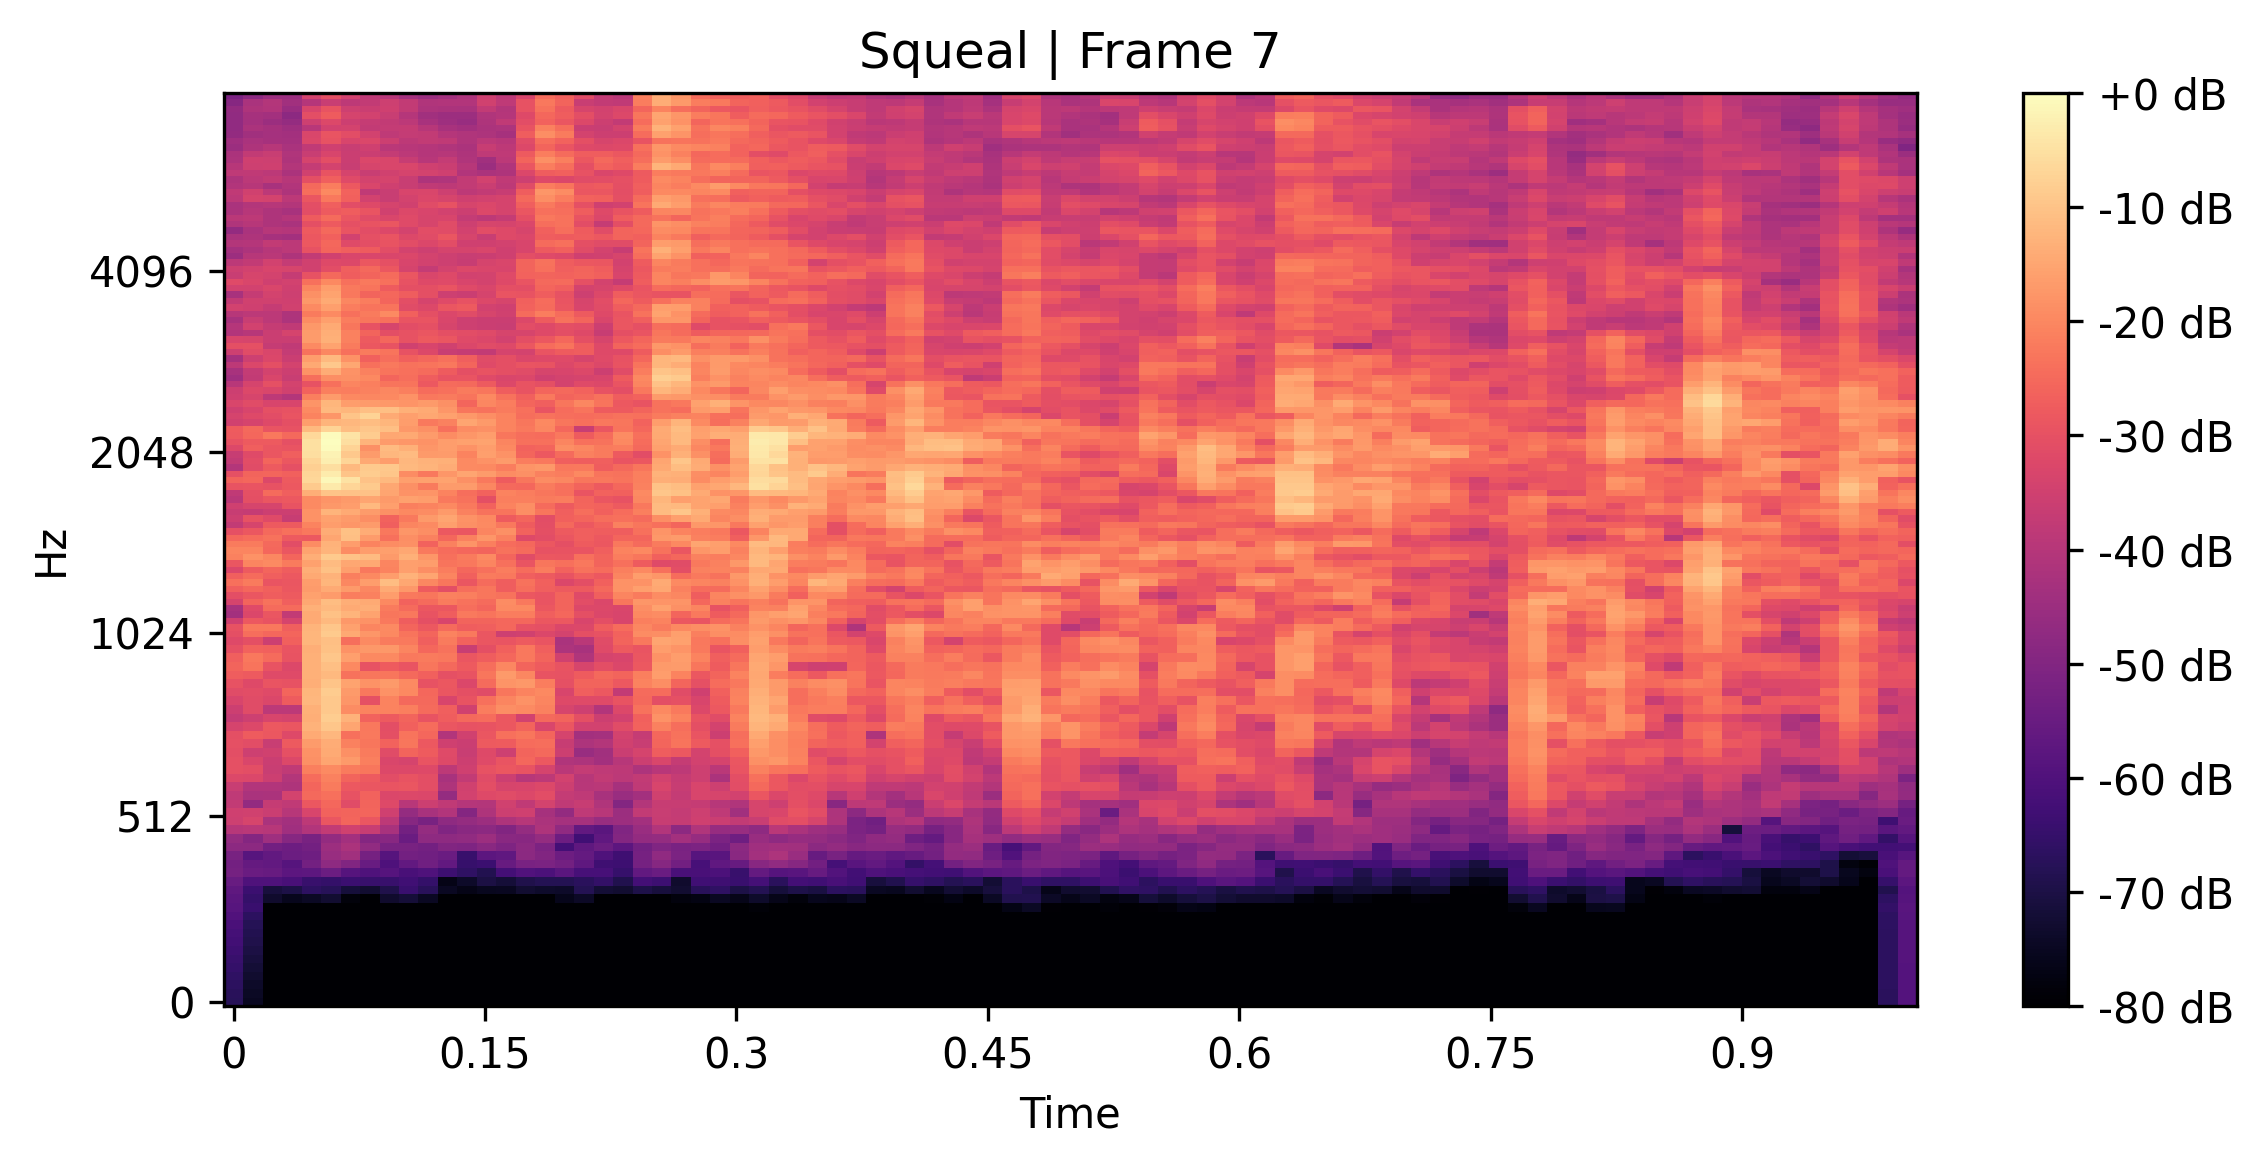 Squeal | Frame 7
Hz
4096
2048
1024
512
0
0 0.15 0.3 0.45 0.6 0.75 0.9
Time
+0 dB
-10 dB
-20 dB
-30 dB
-40 dB
-50 dB
-60 dB
-70 dB
-80 dB